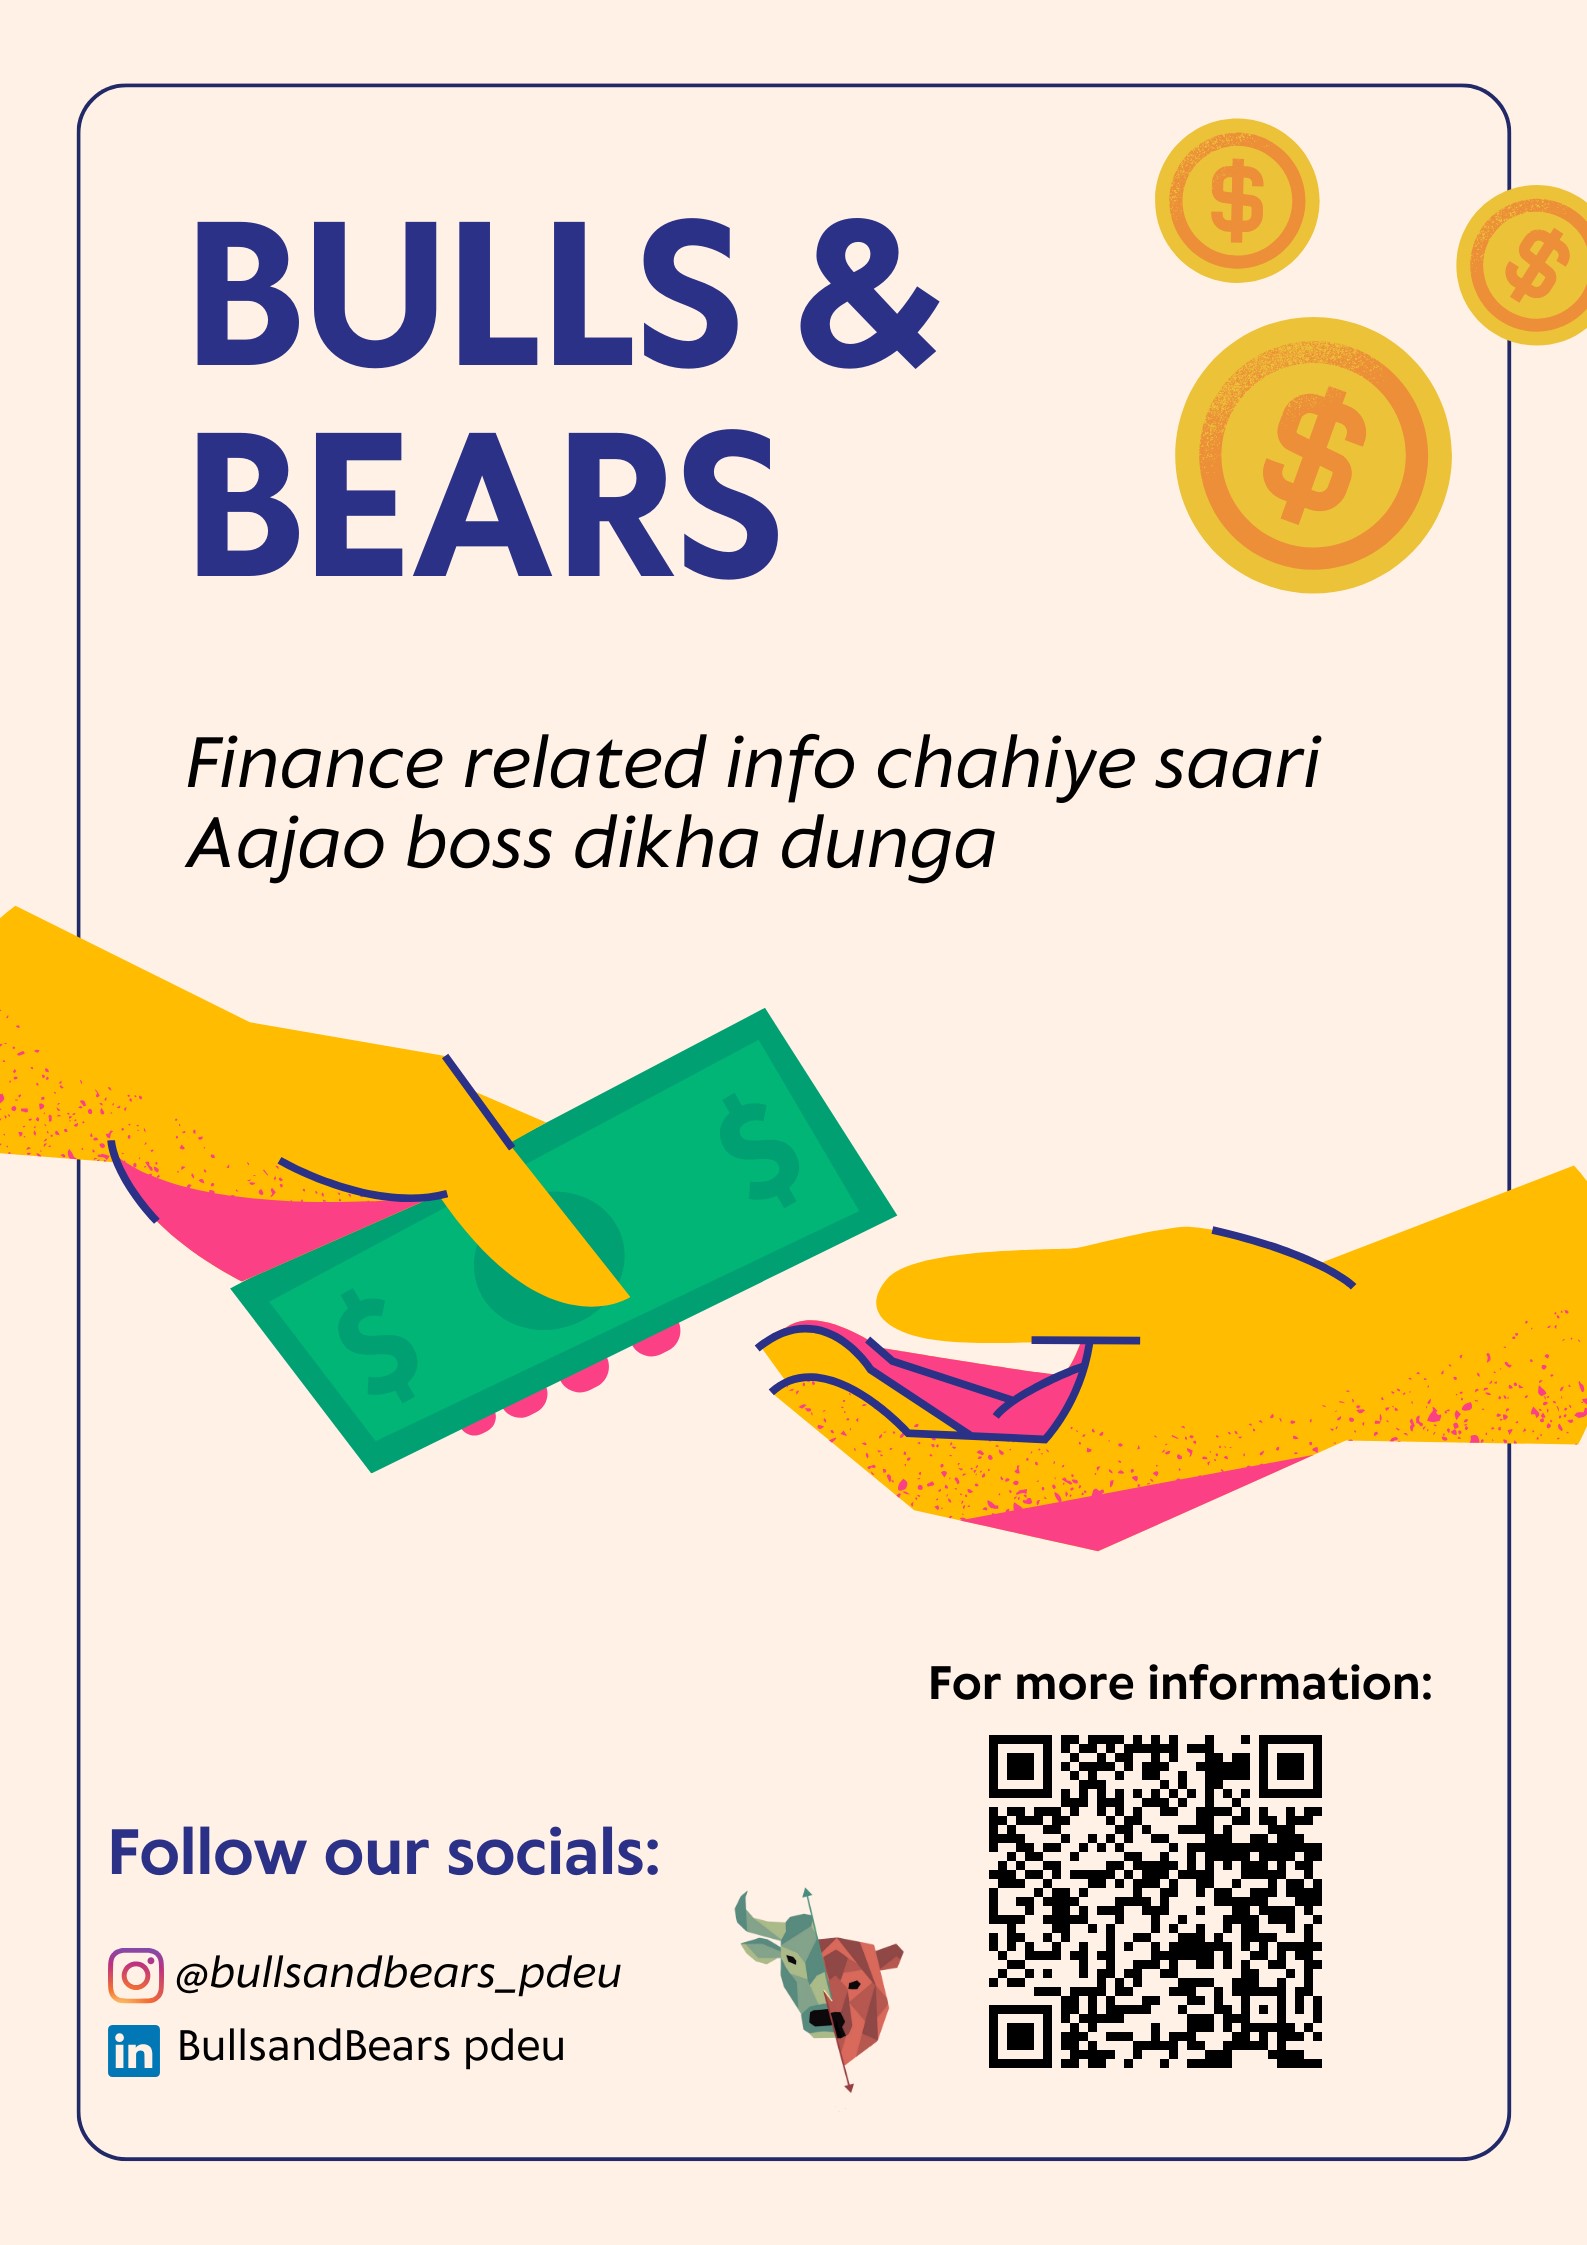 BULLS &
BEARS
Finance related info chahiye saari
Aajao boss dikha dunga
For more information:
Follow our socials:
@bullsandbears_pdeu
in BullsandBears pdeu